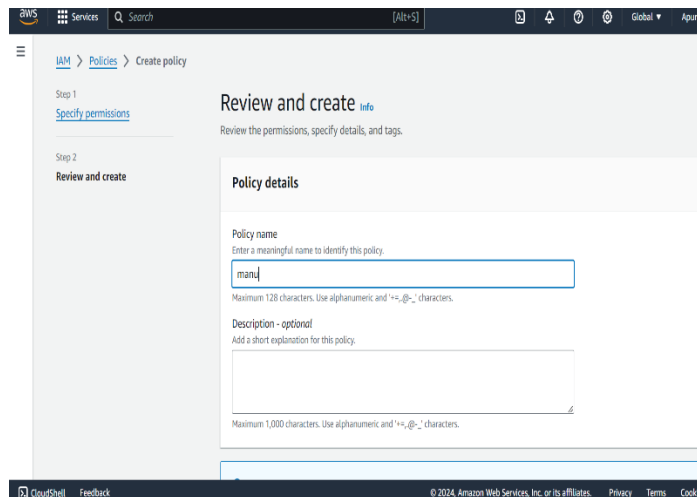 aws
Services
Search
[Alt+S]
Global
Apur
IAM > Policies > Create policy
Step 1
Specify permissions
Step 2
Review and create
Review and create Info
Review the permissions, specify details, and tags.
Policy details
Policy name
Enter a meaningful name to identify this policy.
manu
Maximum 128 characters. Use alphanumeric and '+=,.@-_' characters.
Description - optional
Add a short explanation for this policy.
Maximum 1,000 characters. Use alphanumeric and '+=,.@-_' characters.
CloudShell
Feedback
© 2024, Amazon Web Services, Inc. or its affiliates.
Privacy
Terms
Cook